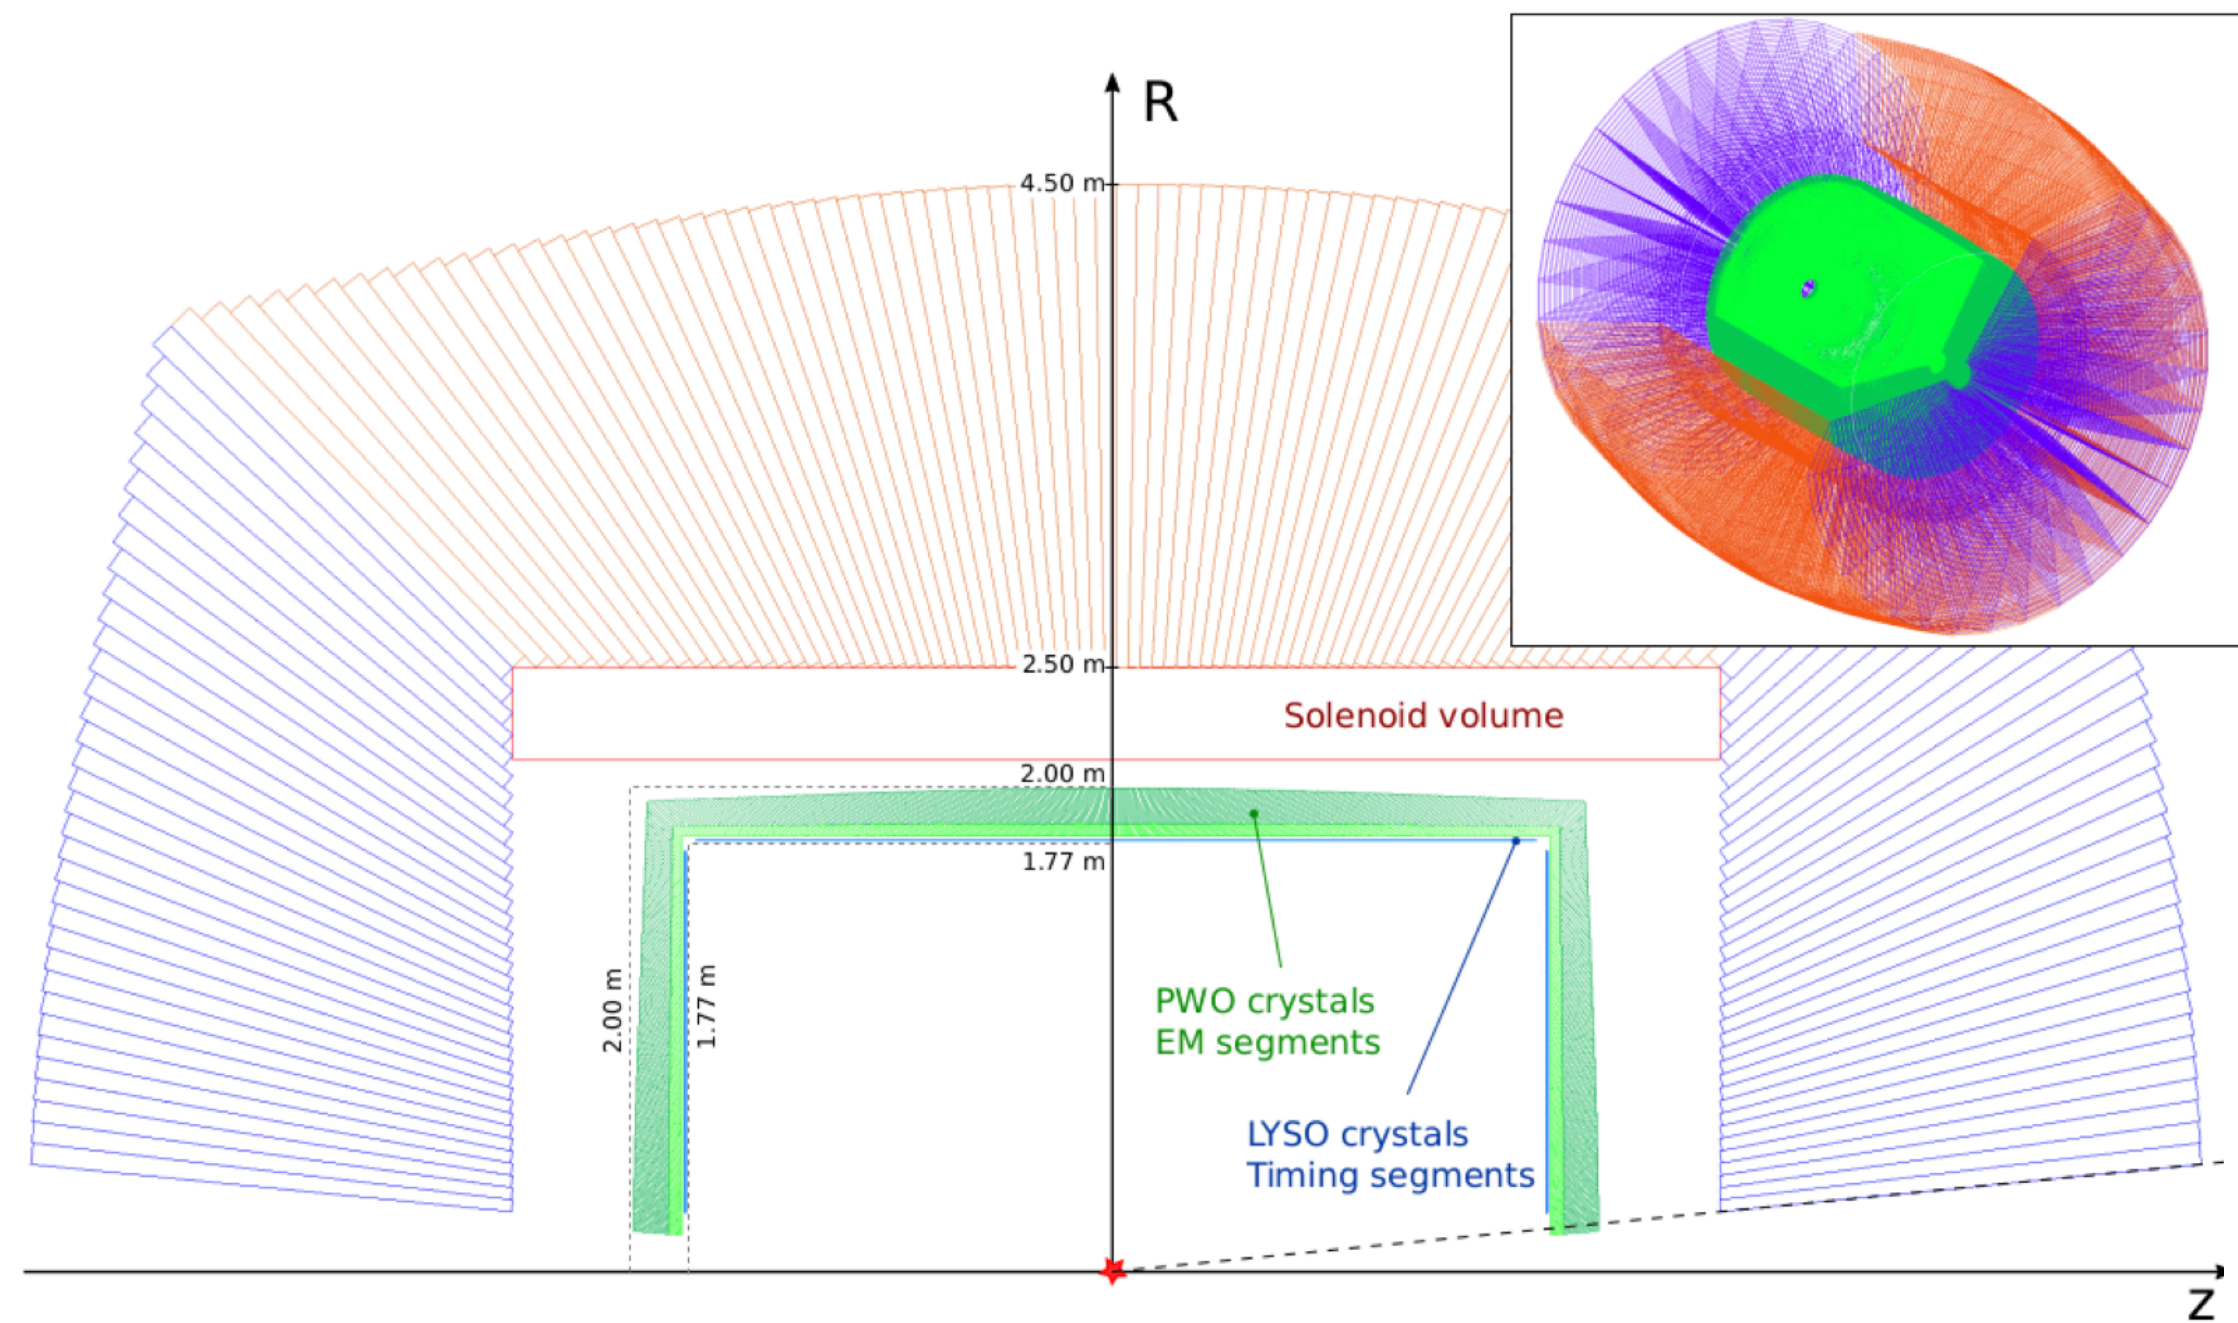 R
4.50 m
2.50 m
Solenoid volume
2.00 m
1.77 m
2.00 m
1.77 m
PWO crystals
EM segments
LYSO crystals
Timing segments
z